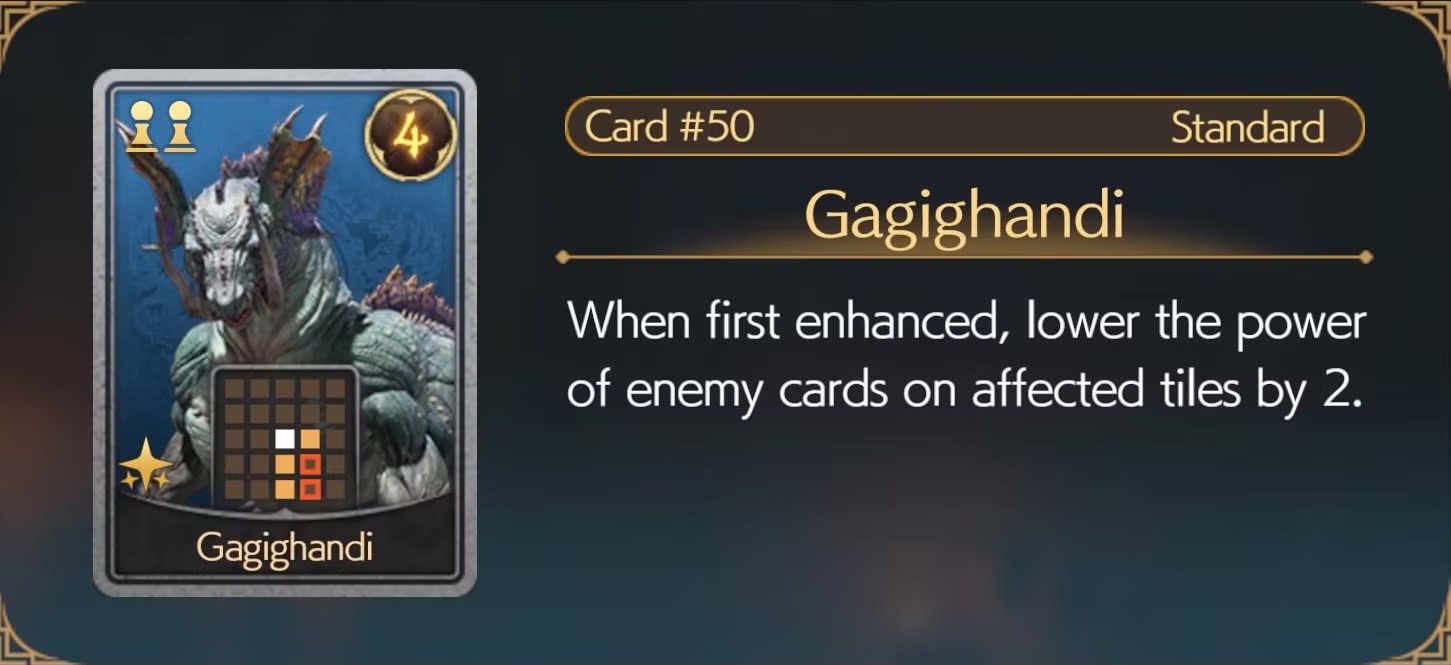 4
Gagighandi
Card #50 Standard
Gagighandi
When first enhanced, lower the power
of enemy cards on affected tiles by 2.